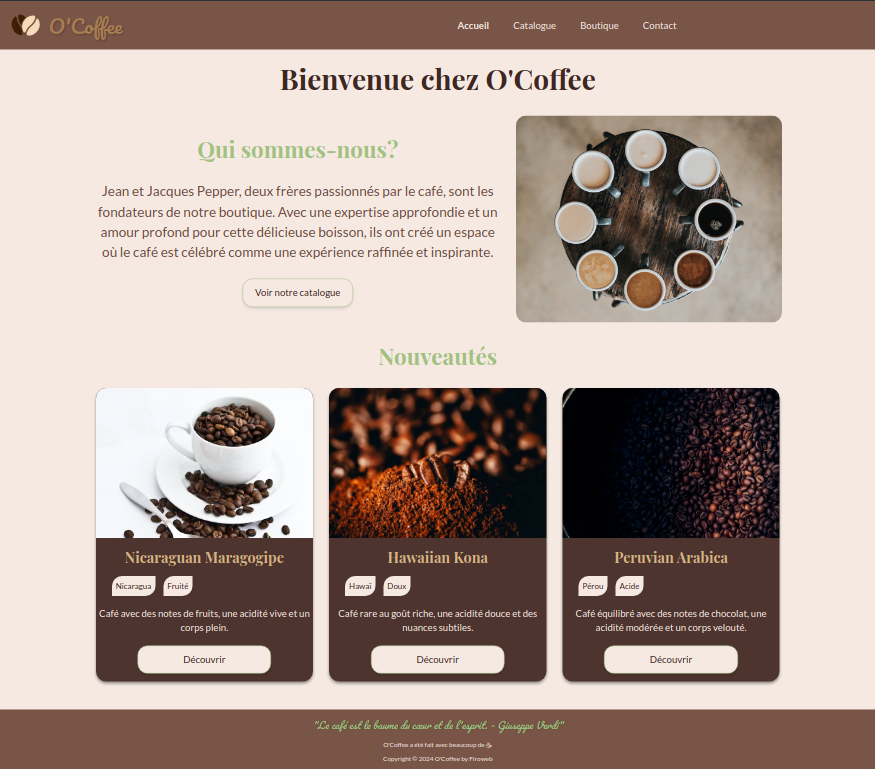 O'Coffee
Accueil Catalogue Boutique Contact
Bienvenue chez O'Coffee
Qui sommes-nous?
Jean et Jacques Pepper, deux frères passionnés par le café, sont les
fondateurs de notre boutique. Avec une expertise approfondie et un
amour profond pour cette délicieuse boisson, ils ont créé un espace
où le café est célébré comme une expérience raffinée et inspirante.
Voir notre catalogue
Nouveautés
Nicaraguan Maragogipe
Nicaragua Fruité
Café avec des notes de fruits, une acidité vive et un
corps plein.
Découvrir
Hawaiian Kona
Hawaï Doux
Café rare au goût riche, une acidité douce et des
nuances subtiles.
Découvrir
Peruvian Arabica
Pérou Acide
Café équilibré avec des notes de chocolat, une
acidité modérée et un corps velouté.
Découvrir
"Le café est le baume du cœur et de l'esprit. - Giuseppe Verdi"
O'Coffee a été fait avec beaucoup de ☕
Copyright © 2024 O'Coffee by Firoweb